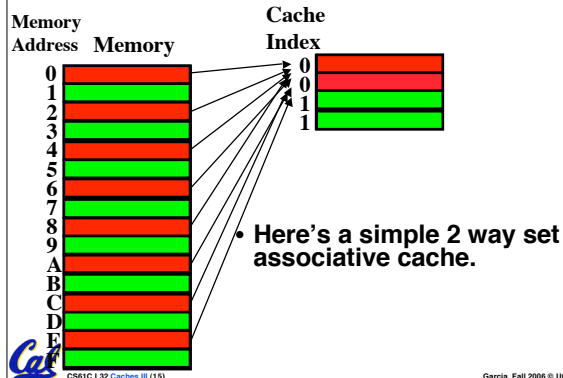 Memory
Address Memory
Cache
Index
0
1
2
3
4
5
6
7
8
9
A
B
C
D
E
F
0
0
1
1
• Here's a simple 2 way set
associative cache.
Cal
CS61C L32 Caches III (15)
Garcia, Fall 2006 ©